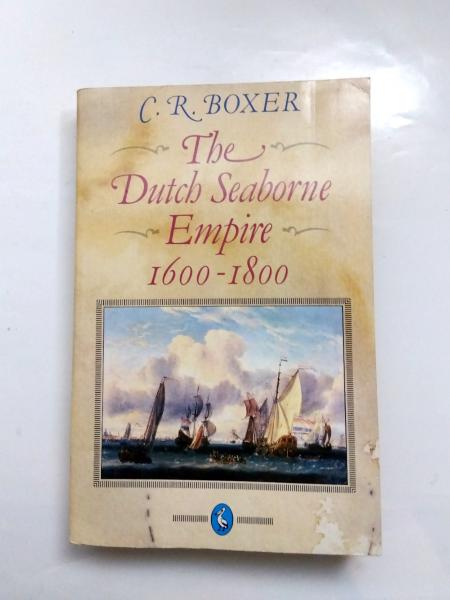 C. R. BOXER
The
Dutch Seaborne
Empire
1600-1800